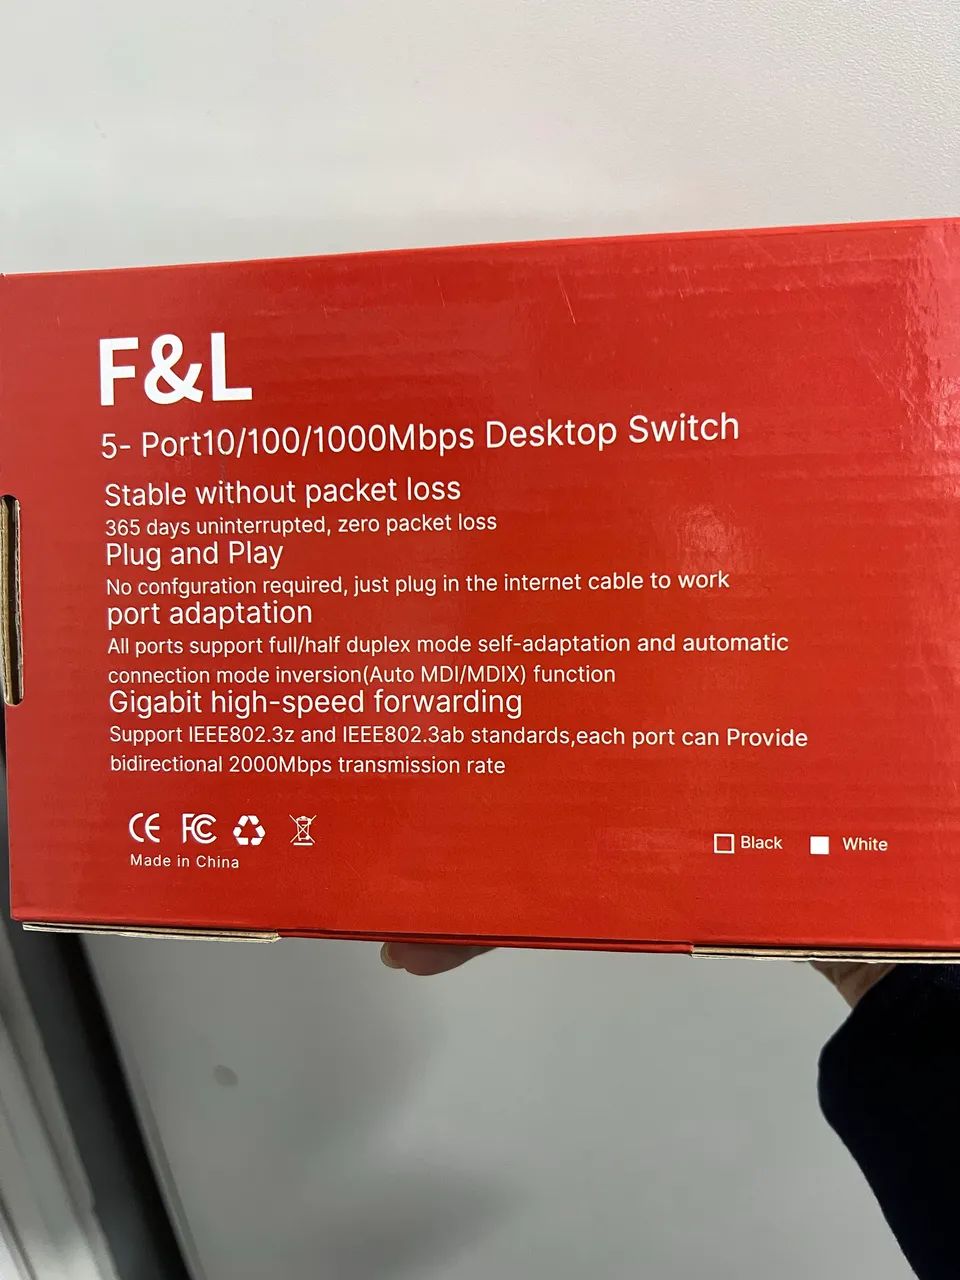 F&L
5- Port10/100/1000Mbps Desktop Switch
Stable without packet loss
365 days uninterrupted, zero packet loss
Plug and Play
No confguration required, just plug in the internet cable to work
port adaptation
All ports support full/half duplex mode self-adaptation and automatic
connection mode inversion(Auto MDI/MDIX) function
Gigabit high-speed forwarding
Support IEEE802.3z and IEEE802.3ab standards,each port can Provide
bidirectional 2000Mbps transmission rate
CE FC
Made in China
Black White